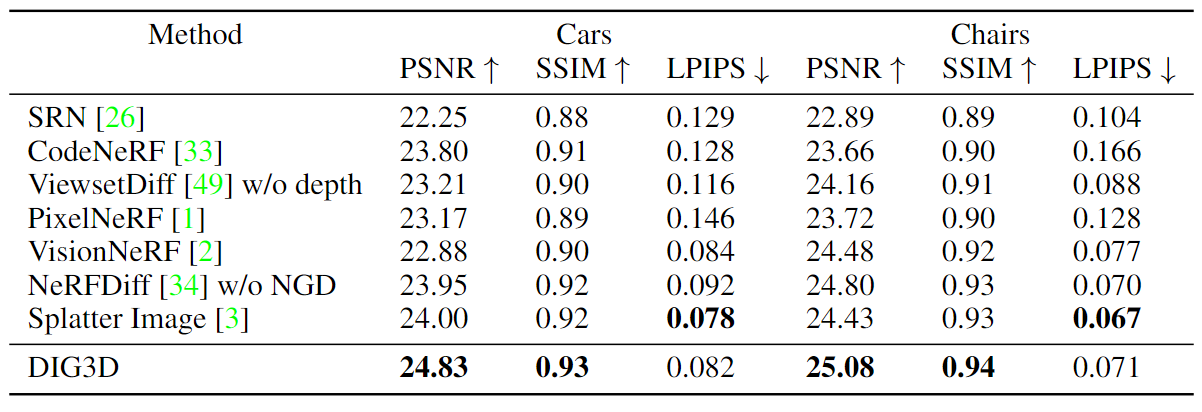 Method Cars Chairs
PSNR ↑ SSIM ↑ LPIPS ↓ PSNR ↑ SSIM ↑ LPIPS ↓
SRN [26] 22.25 0.88 0.129 22.89 0.89 0.104
CodeNeRF [33] 23.80 0.91 0.128 23.66 0.90 0.166
ViewsetDiff [49] w/o depth 23.21 0.90 0.116 24.16 0.91 0.088
PixelNeRF [1] 23.17 0.89 0.146 23.72 0.90 0.128
VisionNeRF [2] 22.88 0.90 0.084 24.48 0.92 0.077
NeRFDiff [34] w/o NGD 23.95 0.92 0.092 24.80 0.93 0.070
Splatter Image [3] 24.00 0.92 0.078 24.43 0.93 0.067
DIG3D 24.83 0.93 0.082 25.08 0.94 0.071